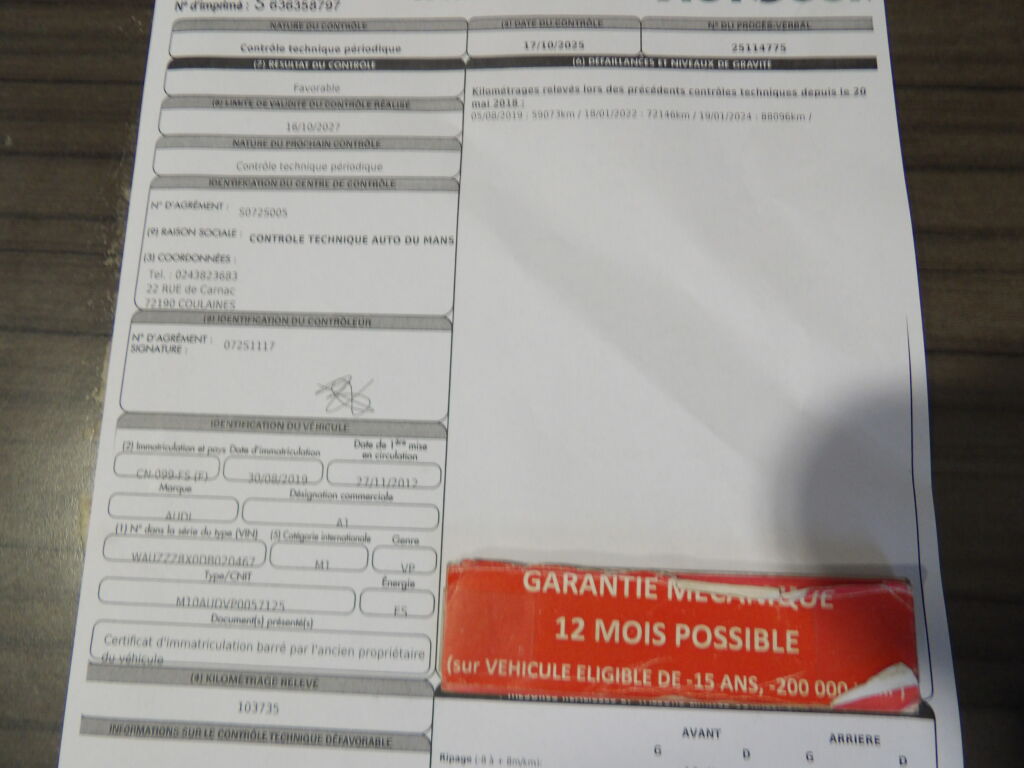 N° d'imprimé : S 636358797
NATURE DU CONTRÔLE
Contrôle technique périodique
(4) DATE DU CONTRÔLE
17/10/2025
N° DU PROCÈS-VERBAL
25114775
(7) RÉSULTAT DU CONTRÔLE
Favorable
(8) LIMITE DE VALIDITÉ DU CONTRÔLE RÉALISÉ
16/10/2027
NATURE DU PROCHAIN CONTRÔLE
Contrôle technique périodique
IDENTIFICATION DU CENTRE DE CONTRÔLE
N° D'AGRÉMENT : S072S005
(9) RAISON SOCIALE : CONTROLE TECHNIQUE AUTO DU MANS
(3) COORDONNÉES :
Tel. : 0243823683
22 RUE de Carnac
72190 COULAINES
(9) IDENTIFICATION DU CONTRÔLEUR
N° D'AGRÉMENT : 072S1117
SIGNATURE :
IDENTIFICATION DU VÉHICULE
(2) Immatriculation et pays
CN-099-FS (F)
Date d'immatriculation
30/08/2019
Date de 1ère mise
en circulation
27/11/2012
Marque
AUDI
Désignation commerciale
A1
(1) N° dans la série du type (VIN)
WAUZZZ8X0DB020467
(5) Catégorie internationale
M1
Genre
VP
Type/CNIT
M10AUDVP0057125
Énergie
ES
Document(s) présenté(s)
Certificat d'immatriculation barré par l'ancien propriétaire
du véhicule
(4) KILOMÉTRAGE RELEVÉ
103735
INFORMATIONS SUR LE CONTRÔLE TECHNIQUE DÉFAVORABLE
(6) DÉFAILLANCES ET NIVEAUX DE GRAVITÉ
Kilométrages relevés lors des précédents contrôles techniques depuis le 20
mai 2018 :
05/08/2019 : 59073km / 18/01/2022 : 72146km / 19/01/2024 : 88096km /
GARANTIE MECANIQUE
12 MOIS POSSIBLE
(sur VEHICULE ELIGIBLE DE -15 ANS, -200 000
AVANT
ARRIERE
G D G D
Ripage (-8 à + 8m/km):